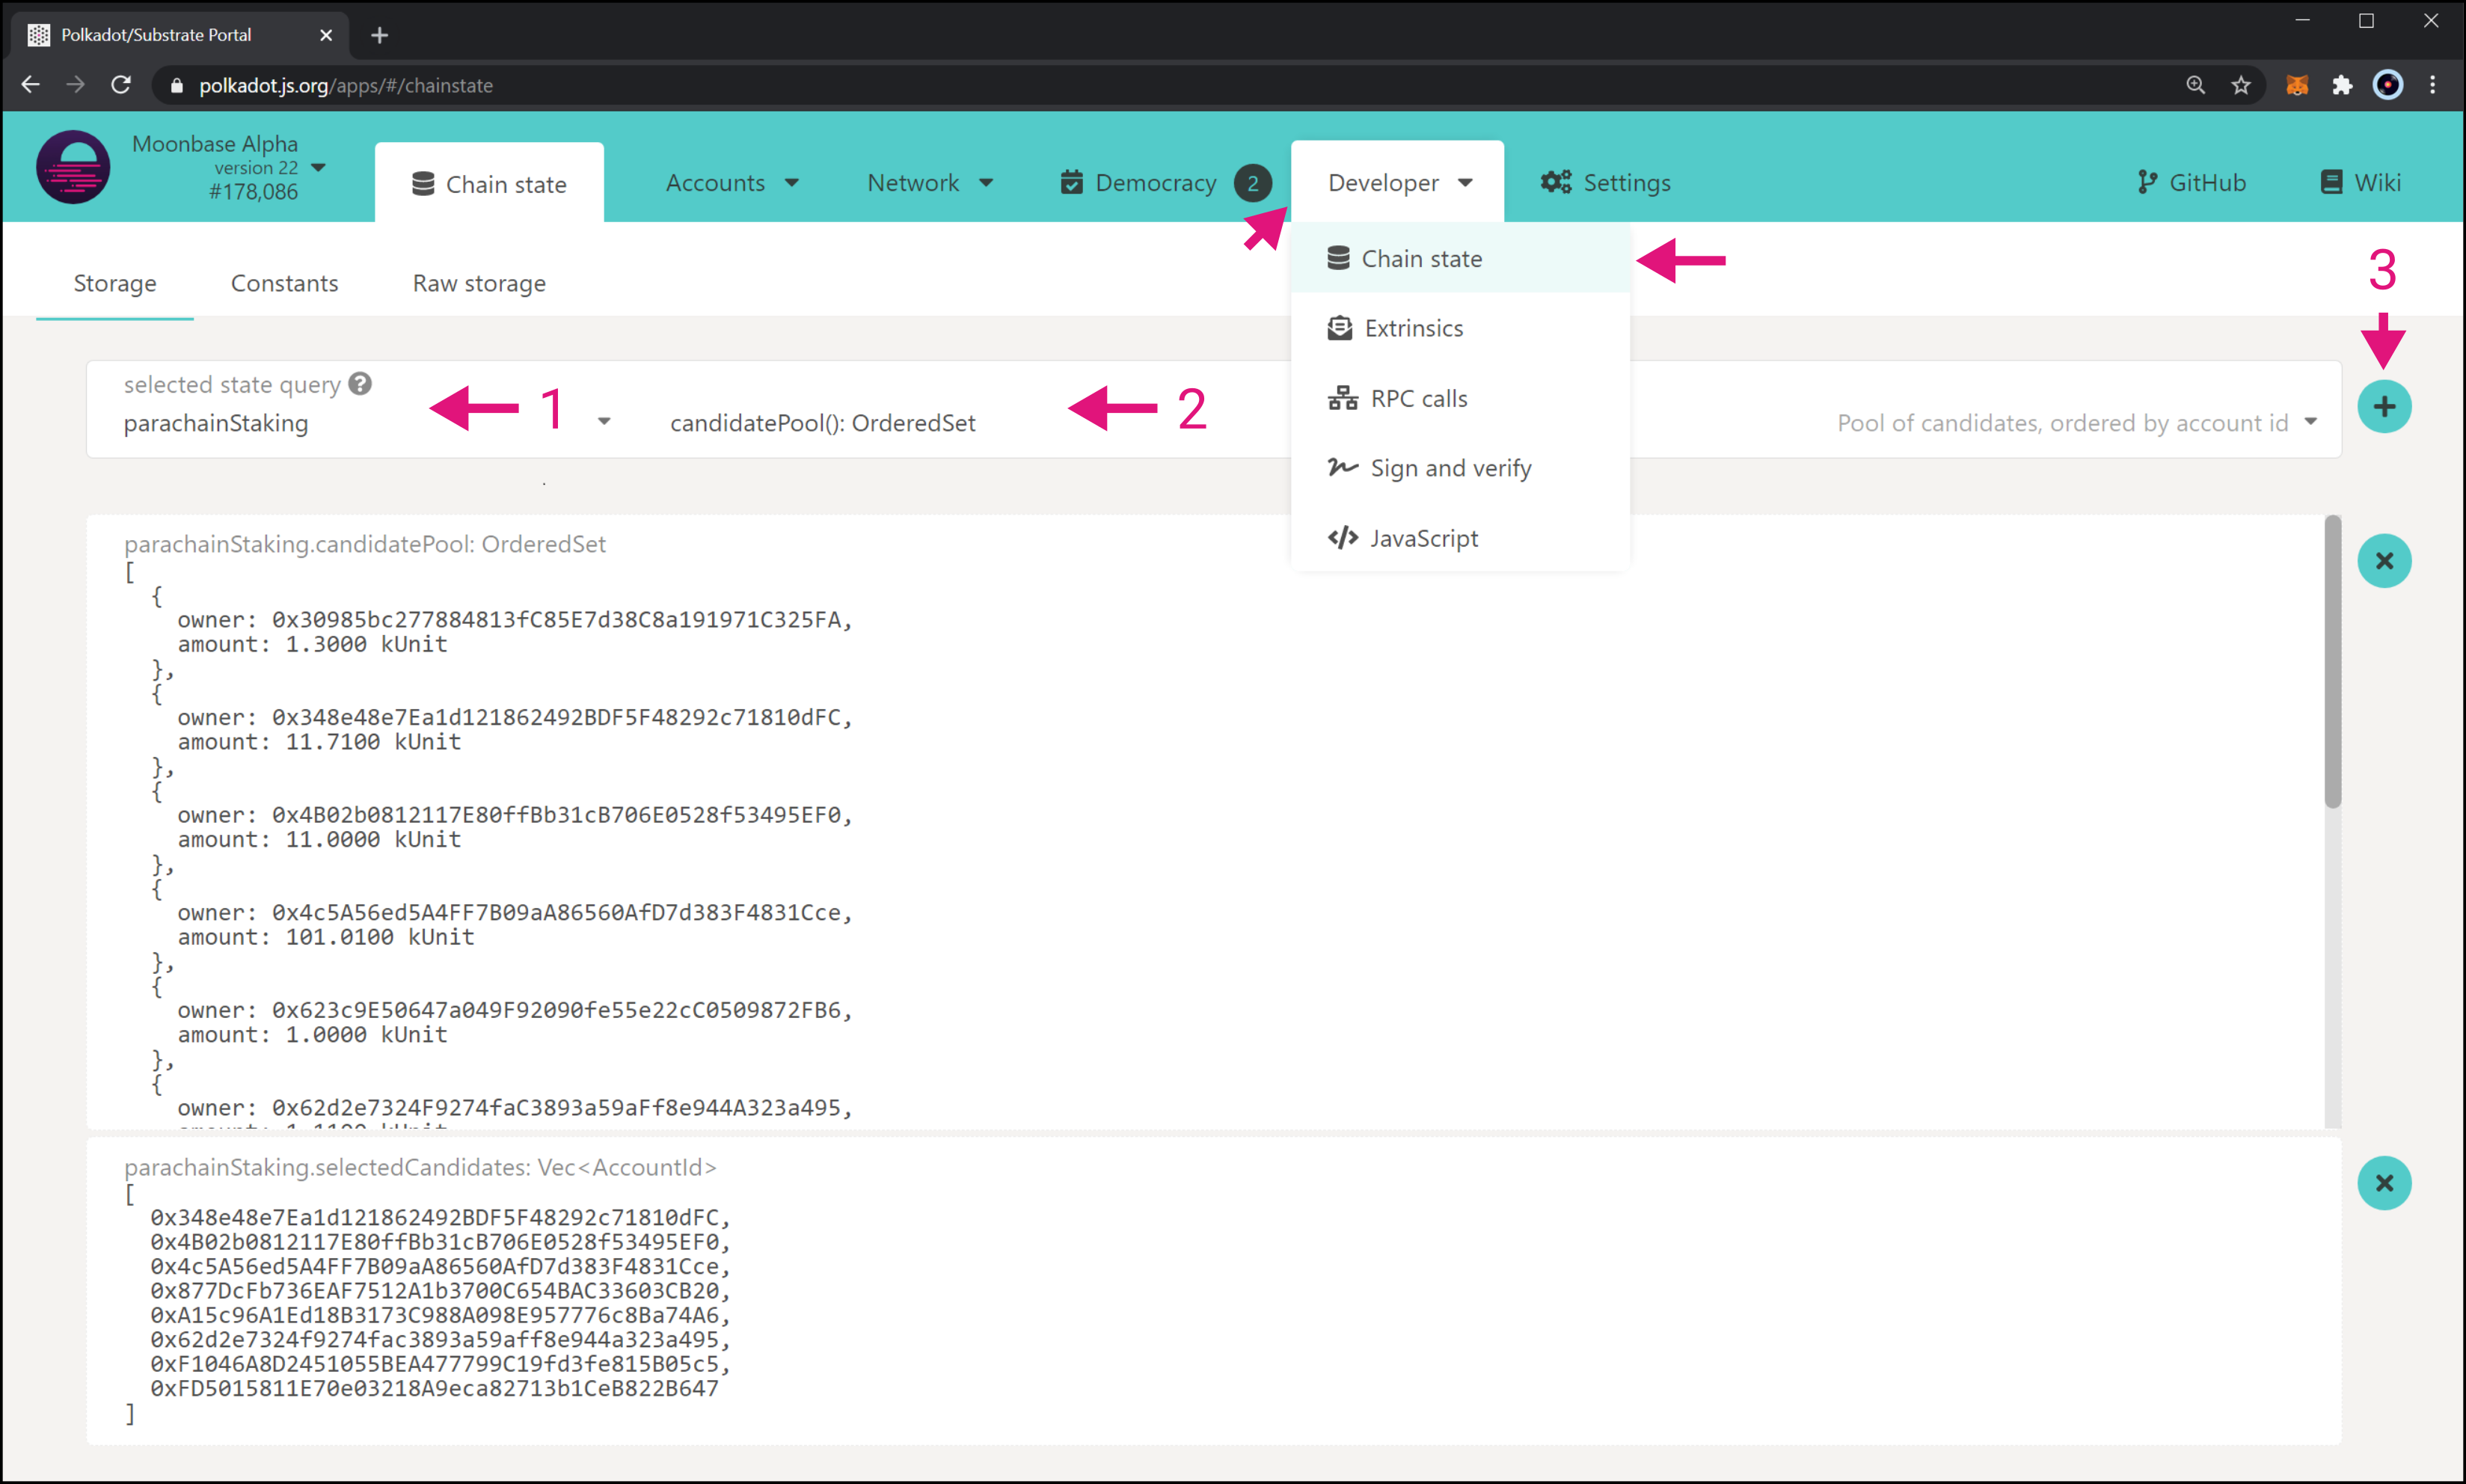 Polkadot/Substrate Portal
polkadot.js.org/apps/#/chainstate
Moonbase Alpha
version 22
#178,086
Chain state
Accounts
Network
Democracy 2
Developer
Settings
GitHub
Wiki
Storage
Constants
Raw storage
Chain state
Extrinsics
RPC calls
Sign and verify
JavaScript
3
selected state query
parachainStaking
1
candidatePool(): OrderedSet
2
Pool of candidates, ordered by account id
parachainStaking.candidatePool: OrderedSet
[
{
owner: 0x30985bc277884813fC85E7d38C8a191971C325FA,
amount: 1.3000 kUnit
},
{
owner: 0x348e48e7Ea1d121862492BDF5F48292c71810dFC,
amount: 11.7100 kUnit
},
{
owner: 0x4B02b0812117E80ffBb31cB706E0528f53495EF0,
amount: 11.0000 kUnit
},
{
owner: 0x4c5A56ed5A4FF7B09aA86560AfD7d383F4831Cce,
amount: 101.0100 kUnit
},
{
owner: 0x623c9E50647a049F92090fe55e22cC0509872FB6,
amount: 1.0000 kUnit
},
{
owner: 0x62d2e7324F9274faC3893a59aFf8e944A323a495,
parachainStaking.selectedCandidates: Vec<AccountId>
[
0x348e48e7Ea1d121862492BDF5F48292c71810dFC,
0x4B02b0812117E80ffBb31cB706E0528f53495EF0,
0x4c5A56ed5A4FF7B09aA86560AfD7d383F4831Cce,
0x877DcFb736EAF7512A1b3700C654BAC33603CB20,
0xA15c96A1Ed18B3173C988A098E957776c8Ba74A6,
0x62d2e7324f9274fac3893a59aff8e944a323a495,
0xF1046A8D2451055BEA477799C19fd3fe815B05c5,
0xFD5015811E70e03218A9eca82713b1CeB822B647
]